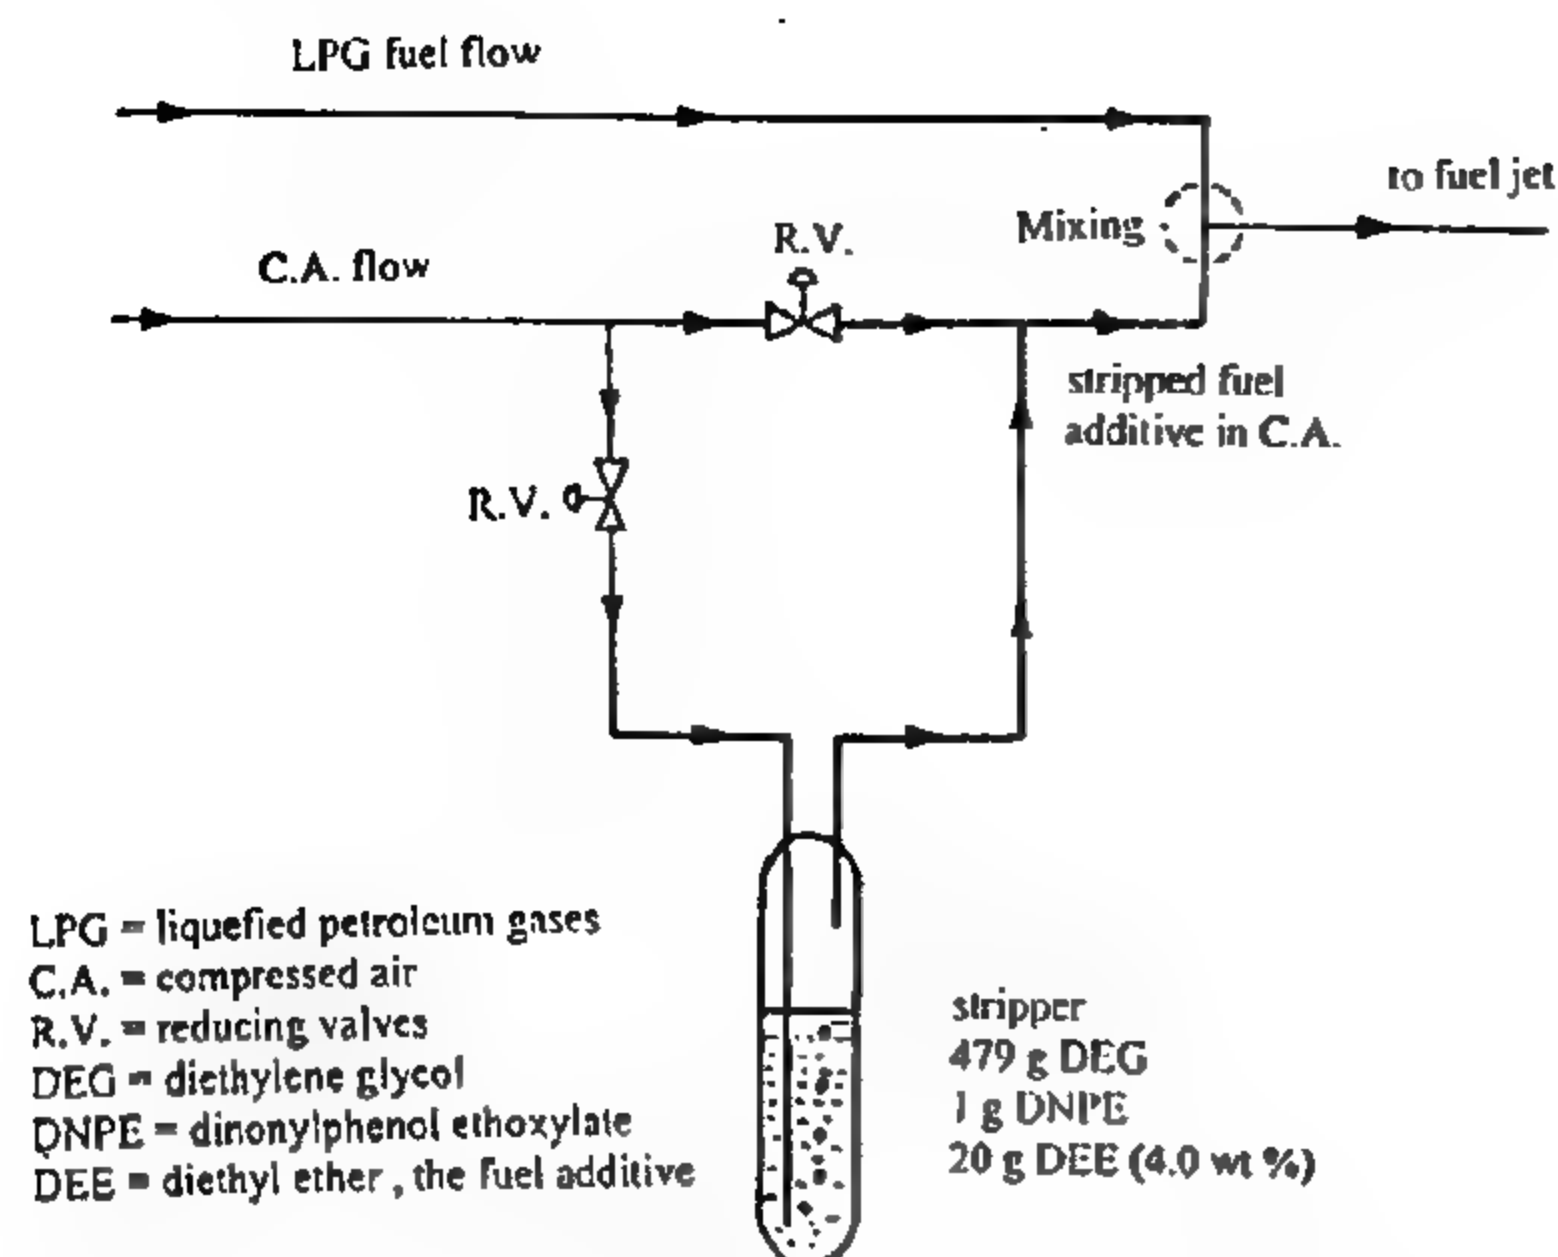 LPG fuel flow
to fuel jet
Mixing
R.V.
C.A. flow
stripped fuel
additive in C.A.
R.V.
LPG = liquefied petroleum gases
C.A. = compressed air
R.V. = reducing valves
DEG = diethylene glycol
DNPE = dinonylphenol ethoxylate
DEE = diethyl ether, the fuel additive
stripper
479 g DEG
1 g DNPE
20 g DEE (4.0 wt %)